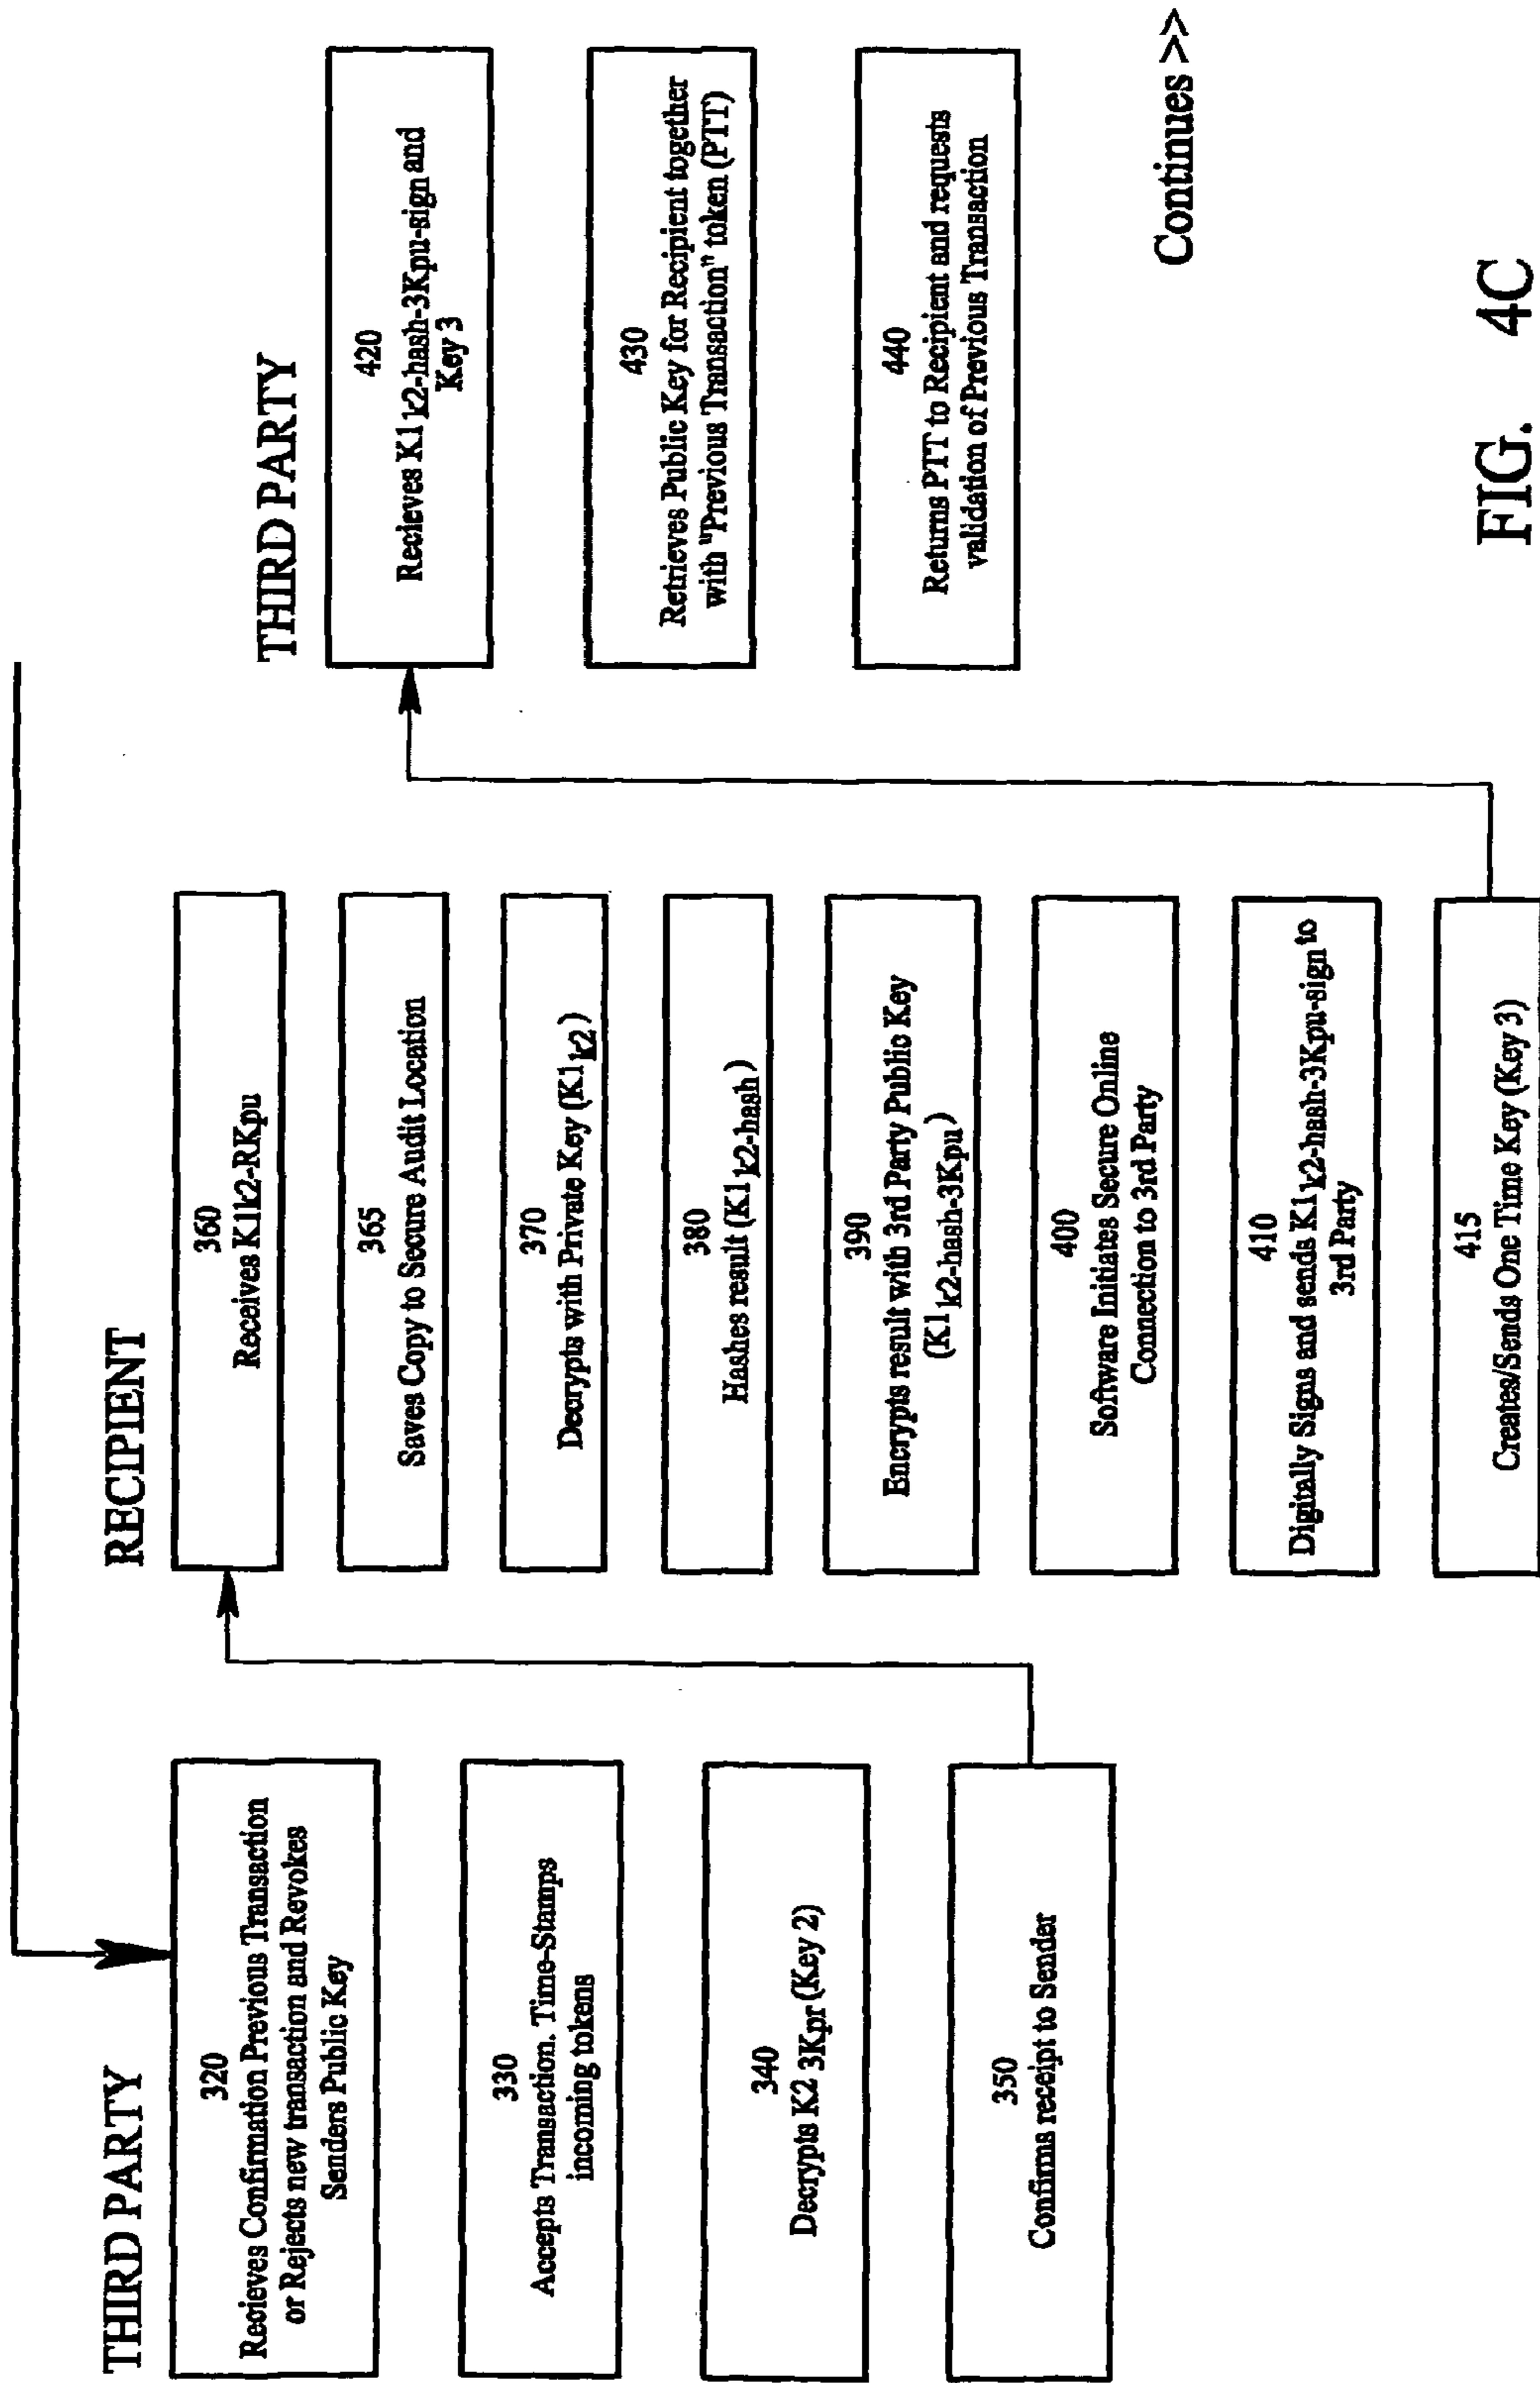 THIRD PARTY
320
Recieves Confirmation Previous Transaction
or Rejects new transaction and Revokes
Senders Public Key
330
Accepts Transaction. Time-Stamps
incoming tokens
340
Decrypts K2 3Kpr (Key 2)
350
Confirms receipt to Sender
RECIPIENT
360
Receives K1k2-RKpu
365
Saves Copy to Secure Audit Location
370
Decrypts with Private Key (K1k2)
380
Hashes result (K1k2-hash)
390
Encrypts result with 3rd Party Public Key
(K1k2-hash-3Kpu)
400
Software Initiates Secure Online
Connection to 3rd Party
410
Digitally Signs and sends K1k2-hash-3Kpu-sign to
3rd Party
415
Creates/Sends One Time Key (Key 3)
THIRD PARTY
420
Recieves K1k2-hash-3Kpu-sign and
Key 3
430
Retrieves Public Key for Recipient together
with "Previous Transaction" token (PTT)
440
Returns PTT to Recipient and requests
validation of Previous Transaction
Continues >>
FIG. 4C